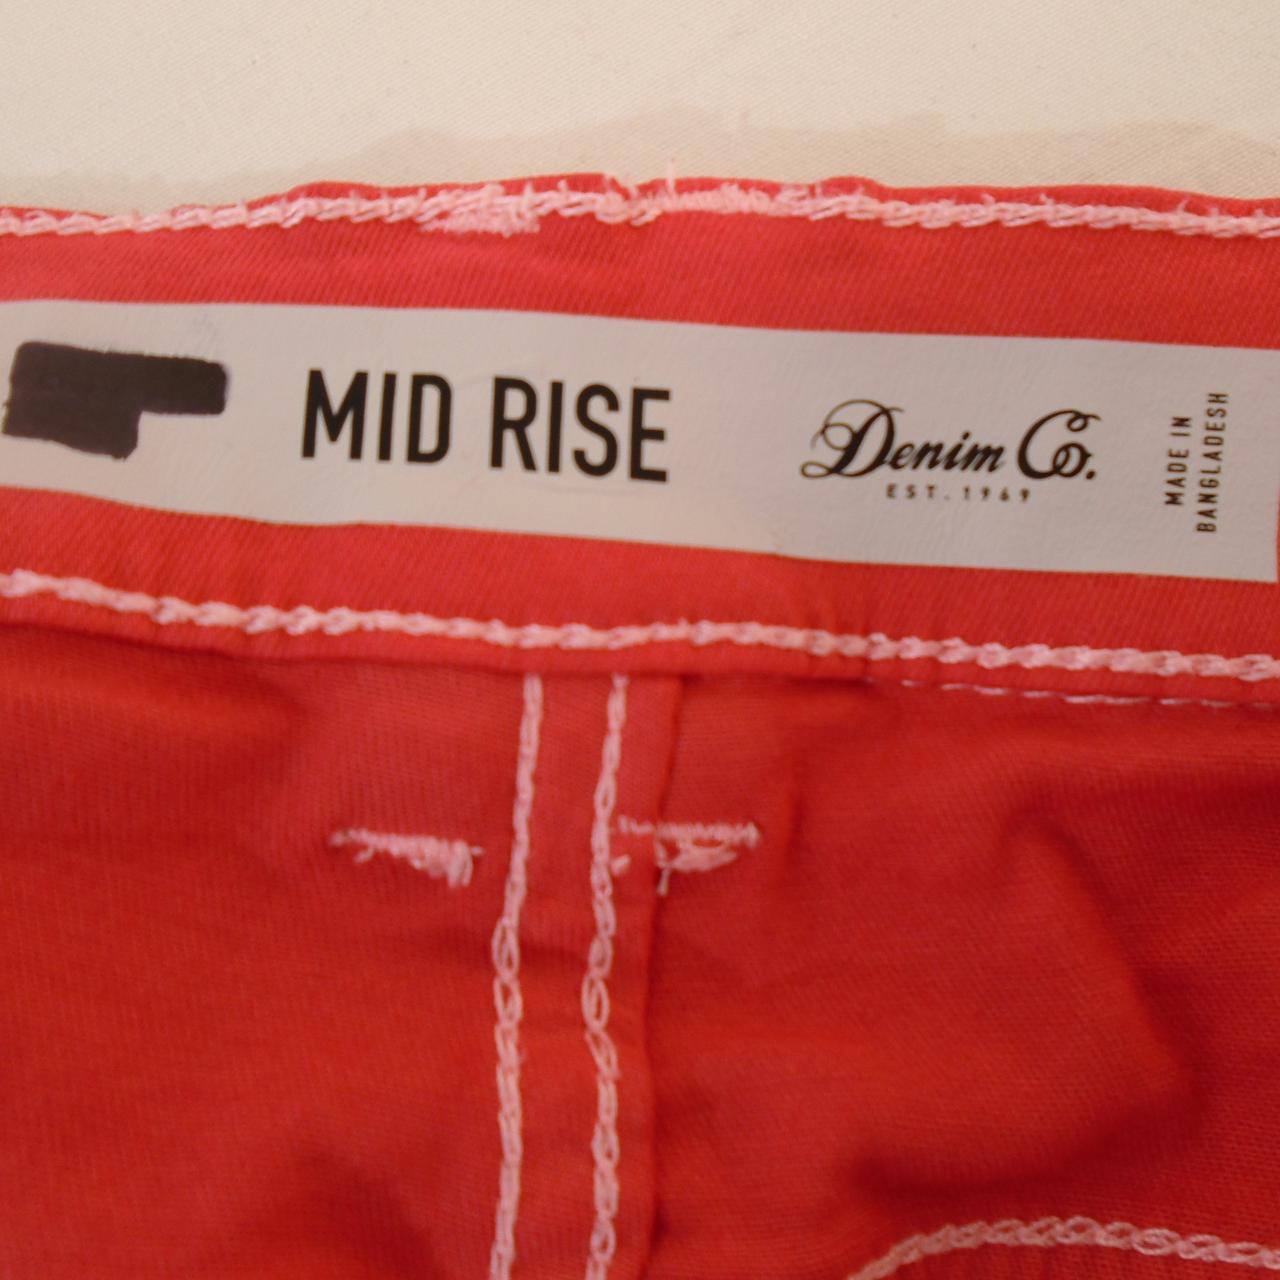 MID RISE
Denim Co.
EST. 1969
MADE IN
BANGLADESH